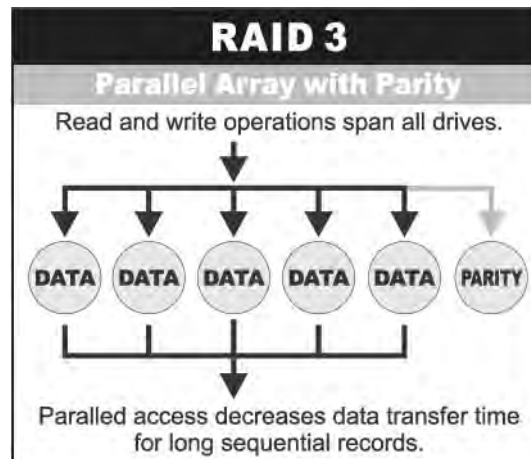 RAID 3
Parallel Array with Parity
Read and write operations span all drives.
DATA DATA DATA DATA DATA PARITY
Paralled access decreases data transfer time
for long sequential records.